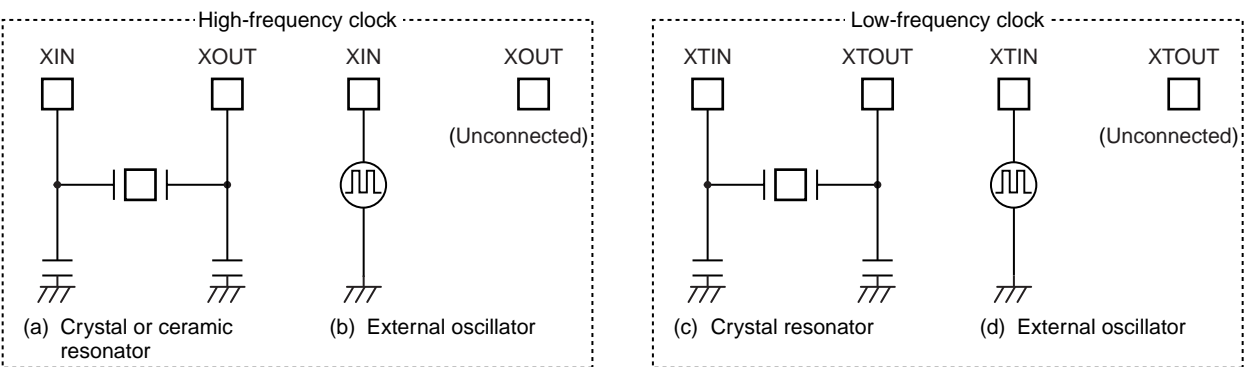 High-frequency clock
XIN XOUT XIN XOUT
(Unconnected)
(a) Crystal or ceramic resonator
(b) External oscillator
Low-frequency clock
XTIN XTOUT XTIN XTOUT
(Unconnected)
(c) Crystal resonator
(d) External oscillator